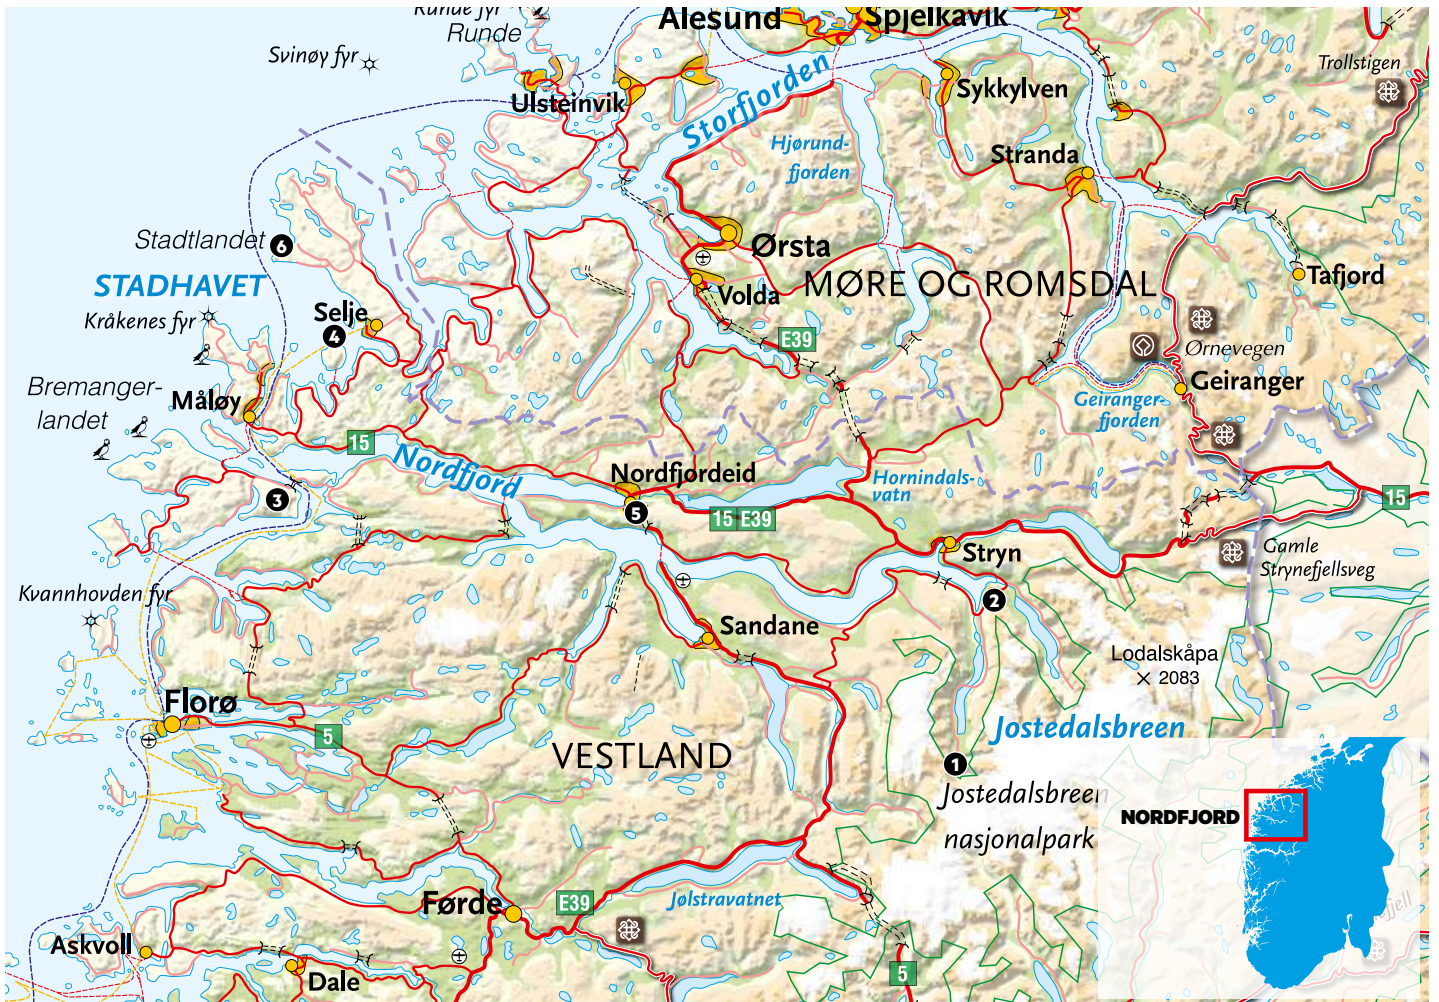 Runde fyr
Runde
Ålesund
Spjelkavik
Svinøy fyr
Trollstigen
Ulsteinvik
Storfjorden
Sykkylven
Hjørund-
fjorden
Stranda
Stadtlandet 6
Ørsta
STADHAVET
Volda
MØRE OG ROMSDAL
Tafjord
Kråkenes fyr
Selje
4
E39
Ørnevegen
Bremanger-
landet
Måløy
Geiranger
Geiranger-
fjorden
15
Nordfjord
Nordfjordeid
Hornindals-
vatn
3
5
15 E39
15
Stryn
Gamle
Strynefjellsveg
Kvannhovden fyr
2
Sandane
Lodalskåpa
2083
Florø
5
VESTLAND
Jostedalsbreen
1
Jostedalsbreen
nasjonalpark
NORDFJORD
Førde
E39
Jølstravatnet
Askvoll
Dale
5